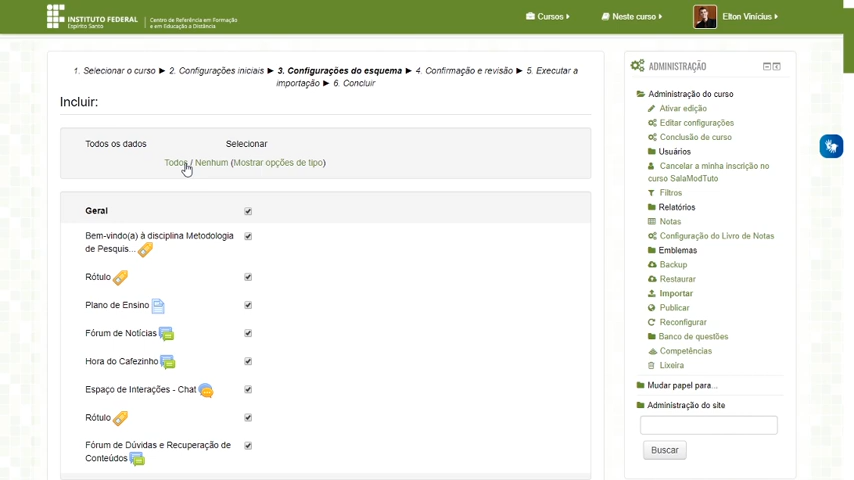 INSTITUTO FEDERAL
Espírito Santo
Centro de Referência em Formação
e em Educação a Distância
Cursos
Neste curso
Elton Vinicius
1. Selecionar o curso ► 2. Configurações iniciais ► 3. Configurações do esquema ► 4. Confirmação e revisão ► 5. Executar a
importação ► 6. Concluir
Incluir:
Todos os dados
Selecionar
Todos / Nenhum (Mostrar opções de tipo)
Geral
Bem-vindo(a) à disciplina Metodologia
de Pesquis...
Rótulo
Plano de Ensino
Fórum de Notícias
Hora do Cafezinho
Espaço de Interações - Chat
Rótulo
Fórum de Dúvidas e Recuperação de
Conteúdos
ADMINISTRAÇÃO
Administração do curso
Ativar edição
Editar configurações
Conclusão de curso
Usuários
Cancelar a minha inscrição no
curso SalaModTuto
Filtros
Relatórios
Notas
Configuração do Livro de Notas
Emblemas
Backup
Restaurar
Importar
Publicar
Reconfigurar
Banco de questões
Competências
Lixeira
Mudar papel para...
Administração do site
Buscar